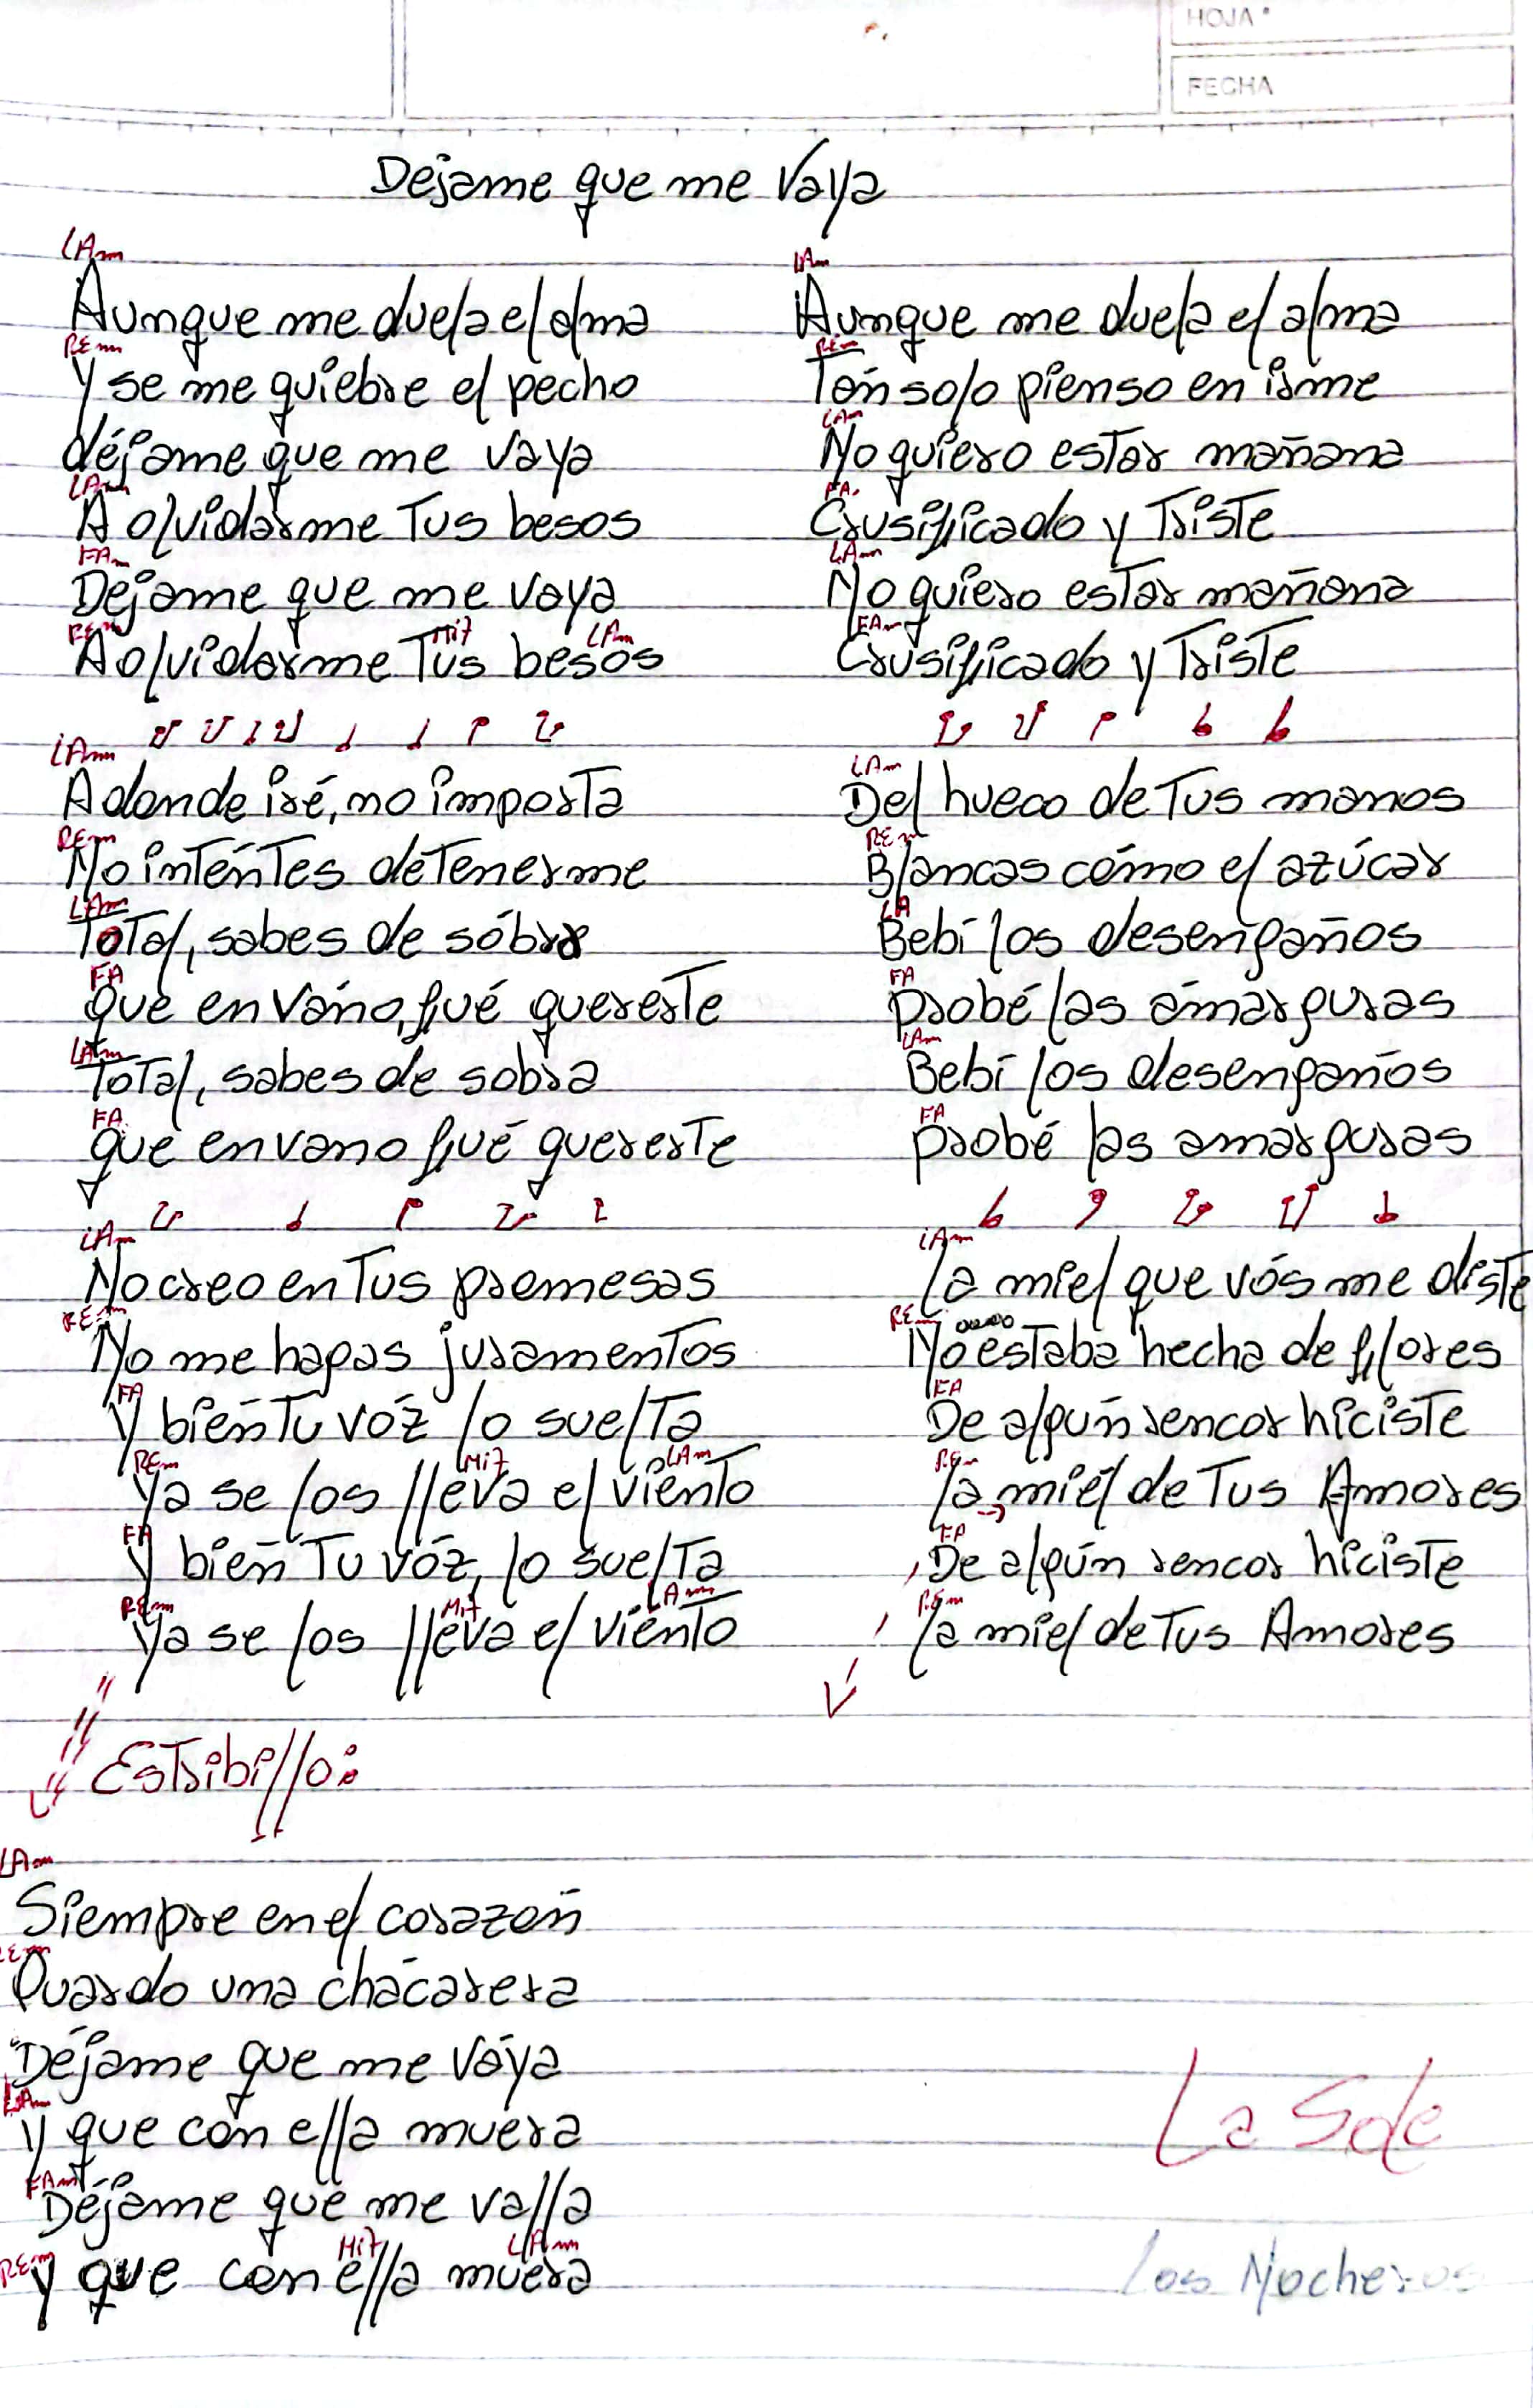 HOJA°
FECHA
Dejame que me Vaya
LAm
Aunque me duela el alma
REm
Y se me quiebre el pecho
déjame que me vaya
LAm
A olvidarme Tus besos
FAm
Dejame que me vaya
REm Mi7 LAm
A olvidarme Tus besos
LAm
A donde iré, no importa
REm
No inténtes detenerme
LAm
Total, sabes de sóbra
FA
que en vano, fué quererte
LAm
Total, sabes de sobra
FA
que en vano fué quererte
LAm
No creo en Tus promesas
REm
No me hagas juramentos
FA
Y bien Tu vóz lo suelta
REm Mi7 LAm
Ya se los lleva el viento
FA
Y bien Tu vóz, lo suelta
REm Mi7 LAm
Ya se los lleva el viento
LAm
Aunque me duela el alma
REm
Tan solo pienso en irme
LAm
No quiero estar mañana
FA
Crusificado y Triste
LAm
No quiero estar mañana
FAm
Crusificado y Triste
LAm
Del hueco de Tus manos
REm
Blancas cómo el azúcar
LA
Bebí los desengaños
FA
Probé las amarguras
LAm
Bebí los desengaños
FA
Probé las amarguras
LAm
La miel que vós me diste
REm
No estaba hecha de flores
FA
De algún rencor hiciste
REm
la miel de Tus Amores
FA
De algún rencor hiciste
REm
la miel de Tus Amores
Estribillo:
LAm
Siempre en el corazón
REm
Guardo una chacarera
Déjame que me váya
LAm
Y que con ella muera
FAm
Déjame que me valla
REm Mi7 LAm
Y que con ella muera
La Sole
Los Nocheros